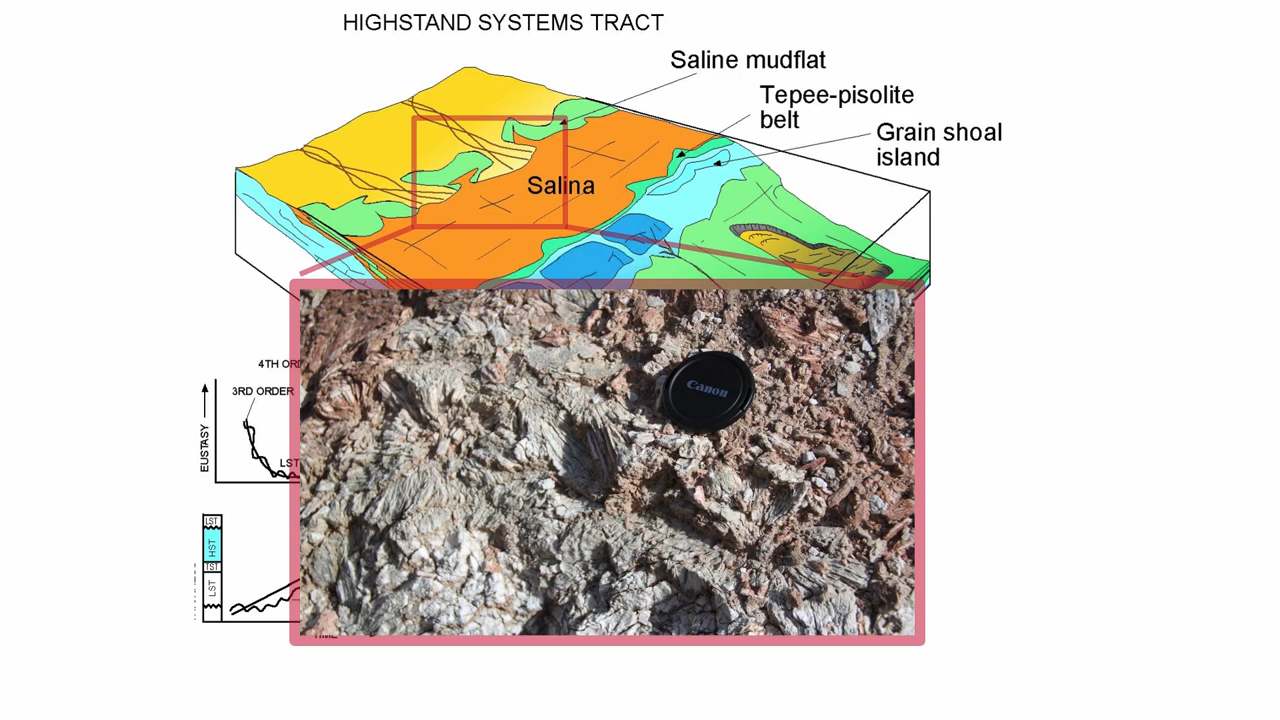 HIGHSTAND SYSTEMS TRACT
Saline mudflat
Tepee-pisolite
belt
Grain shoal
island
Salina
4TH
3RD ORDER
EUSTASY
LST
Canon
LST
HST
TST
LST